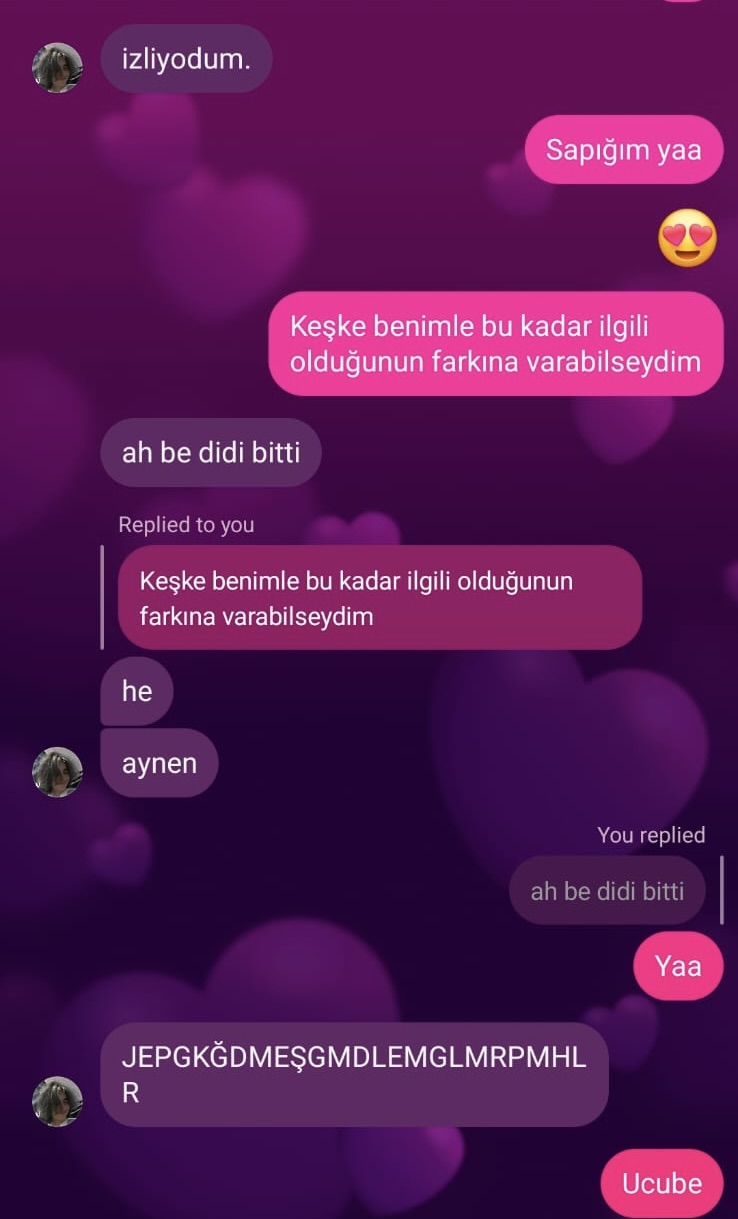 izliyodum.
Sapığım yaa
Keşke benimle bu kadar ilgili
olduğunun farkına varabilseydim
ah be didi bitti
Replied to you
Keşke benimle bu kadar ilgili olduğunun
farkına varabilseydim
he
aynen
You replied
ah be didi bitti
Yaa
JEPGKĞDMEŞGMDLEMGLMRPMHL
R
Ucube